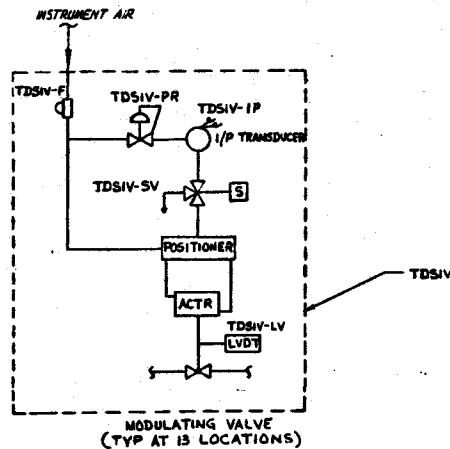 INSTRUMENT AIR
TDSIV-F
TDSIV-PR
TDSIV-IP
I/P TRANSDUCER
TDSIV-SV
S
POSITIONER
TDSIV
ACTR
TDSIV-LV
LVDT
MODULATING VALVE
(TYP AT 13 LOCATIONS)